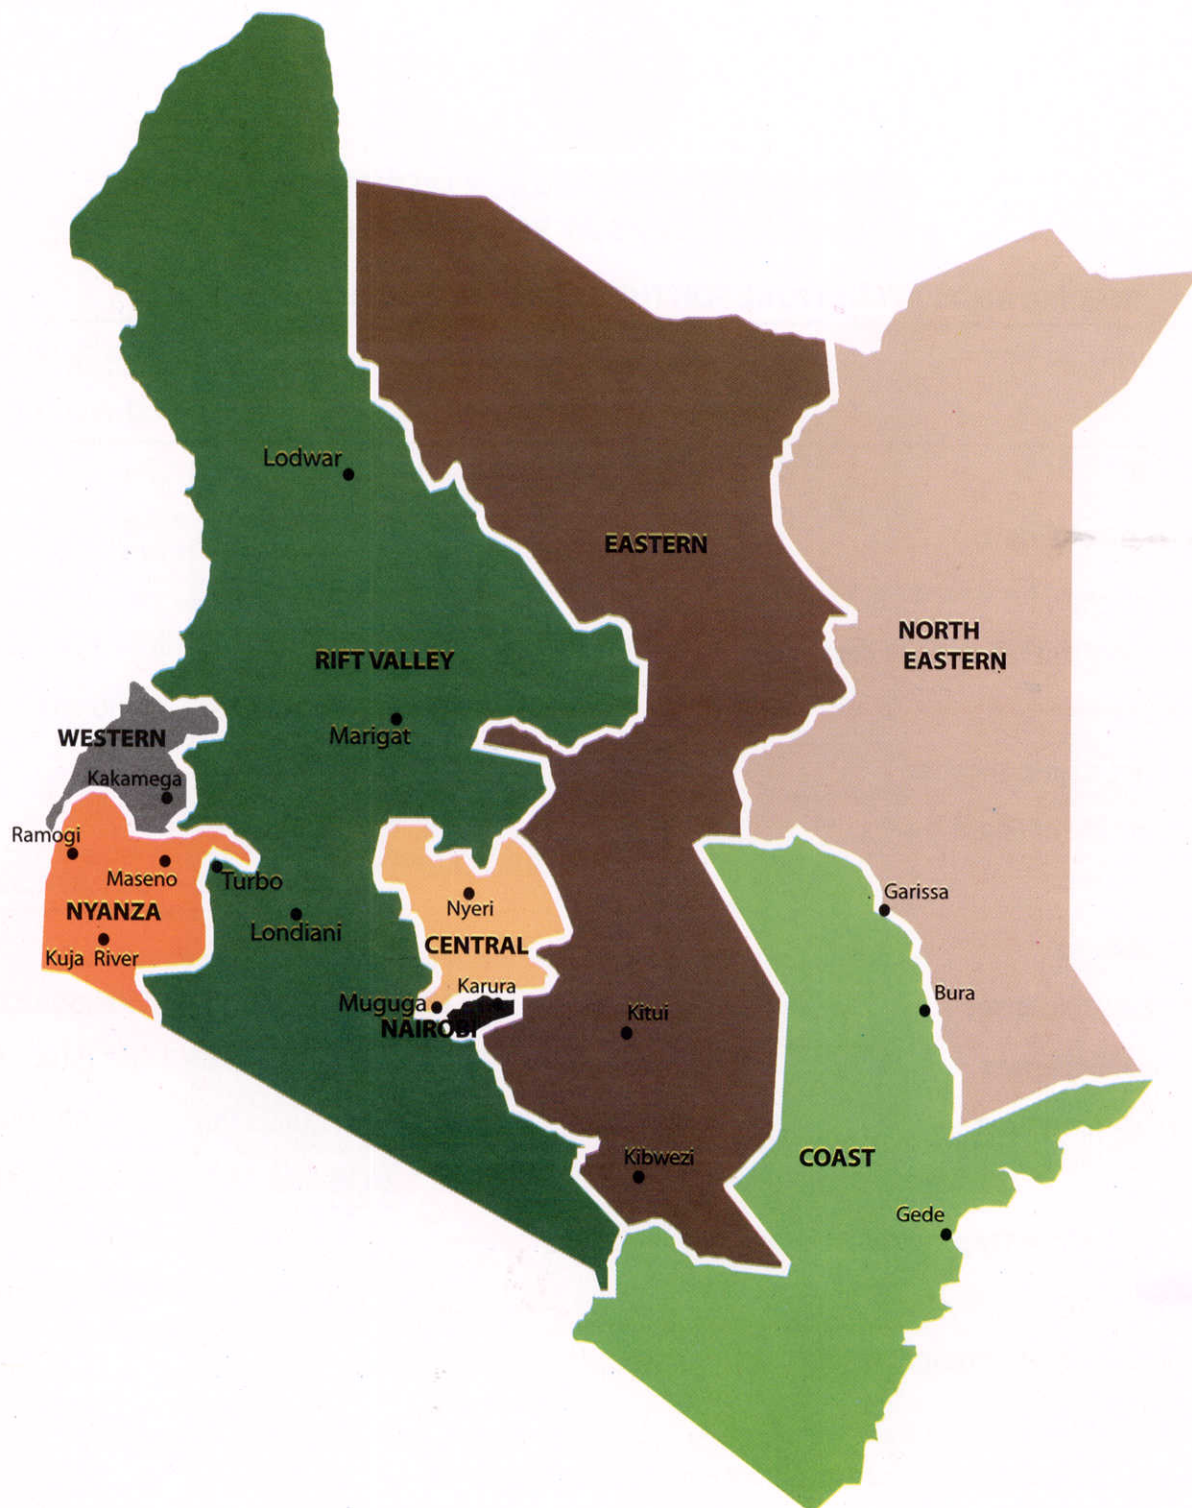 Lodwar
EASTERN
NORTH
EASTERN
RIFT VALLEY
Marigat
WESTERN
Kakamega
Ramogi
Maseno
Turbo
NYANZA
Londiani
Kuja River
Nyeri
CENTRAL
Garissa
Karura
Muguga
NAIROBI
Bura
Kitui
Kibwezi
COAST
Gede